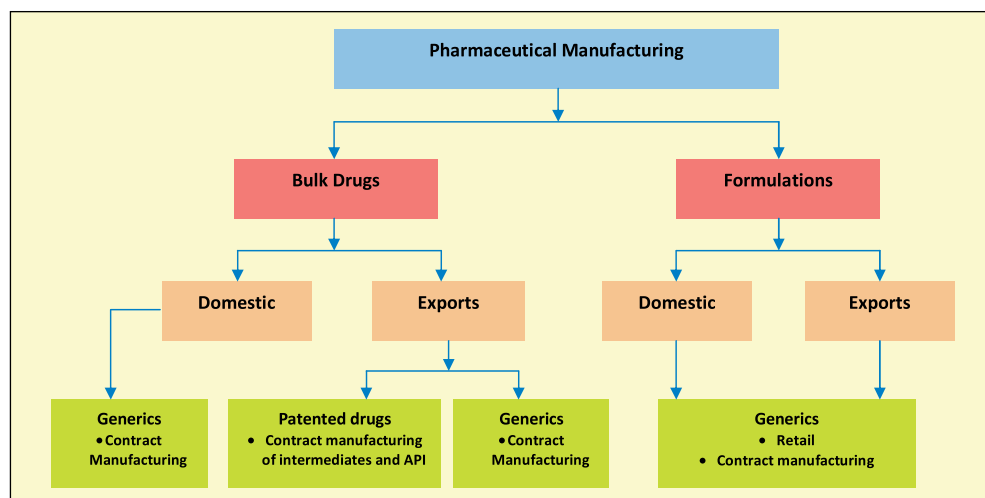 Pharmaceutical Manufacturing
Bulk Drugs
Formulations
Domestic
Exports
Domestic
Exports
Generics
•Contract
Manufacturing
Patented drugs
• Contract manufacturing
of intermediates and API
Generics
•Contract
Manufacturing
Generics
• Retail
• Contract manufacturing